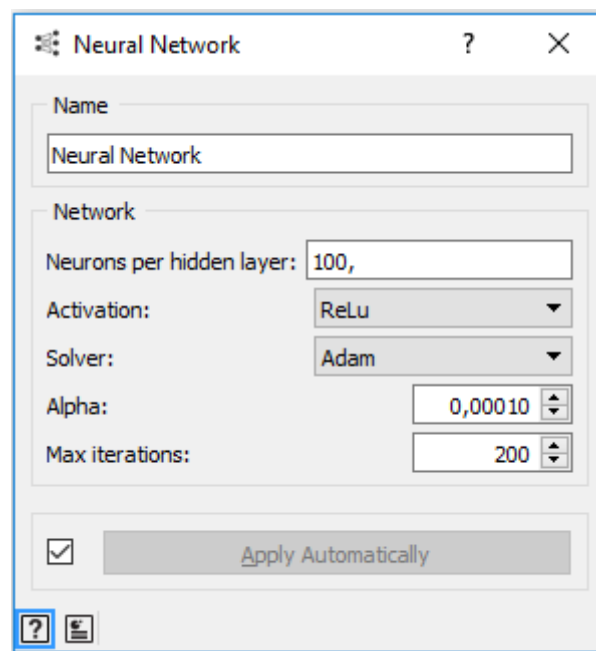 Neural Network ?
Name
Neural Network
Network
Neurons per hidden layer: 100,
Activation: ReLu
Solver: Adam
Alpha: 0,00010
Max iterations: 200
Apply Automatically
?